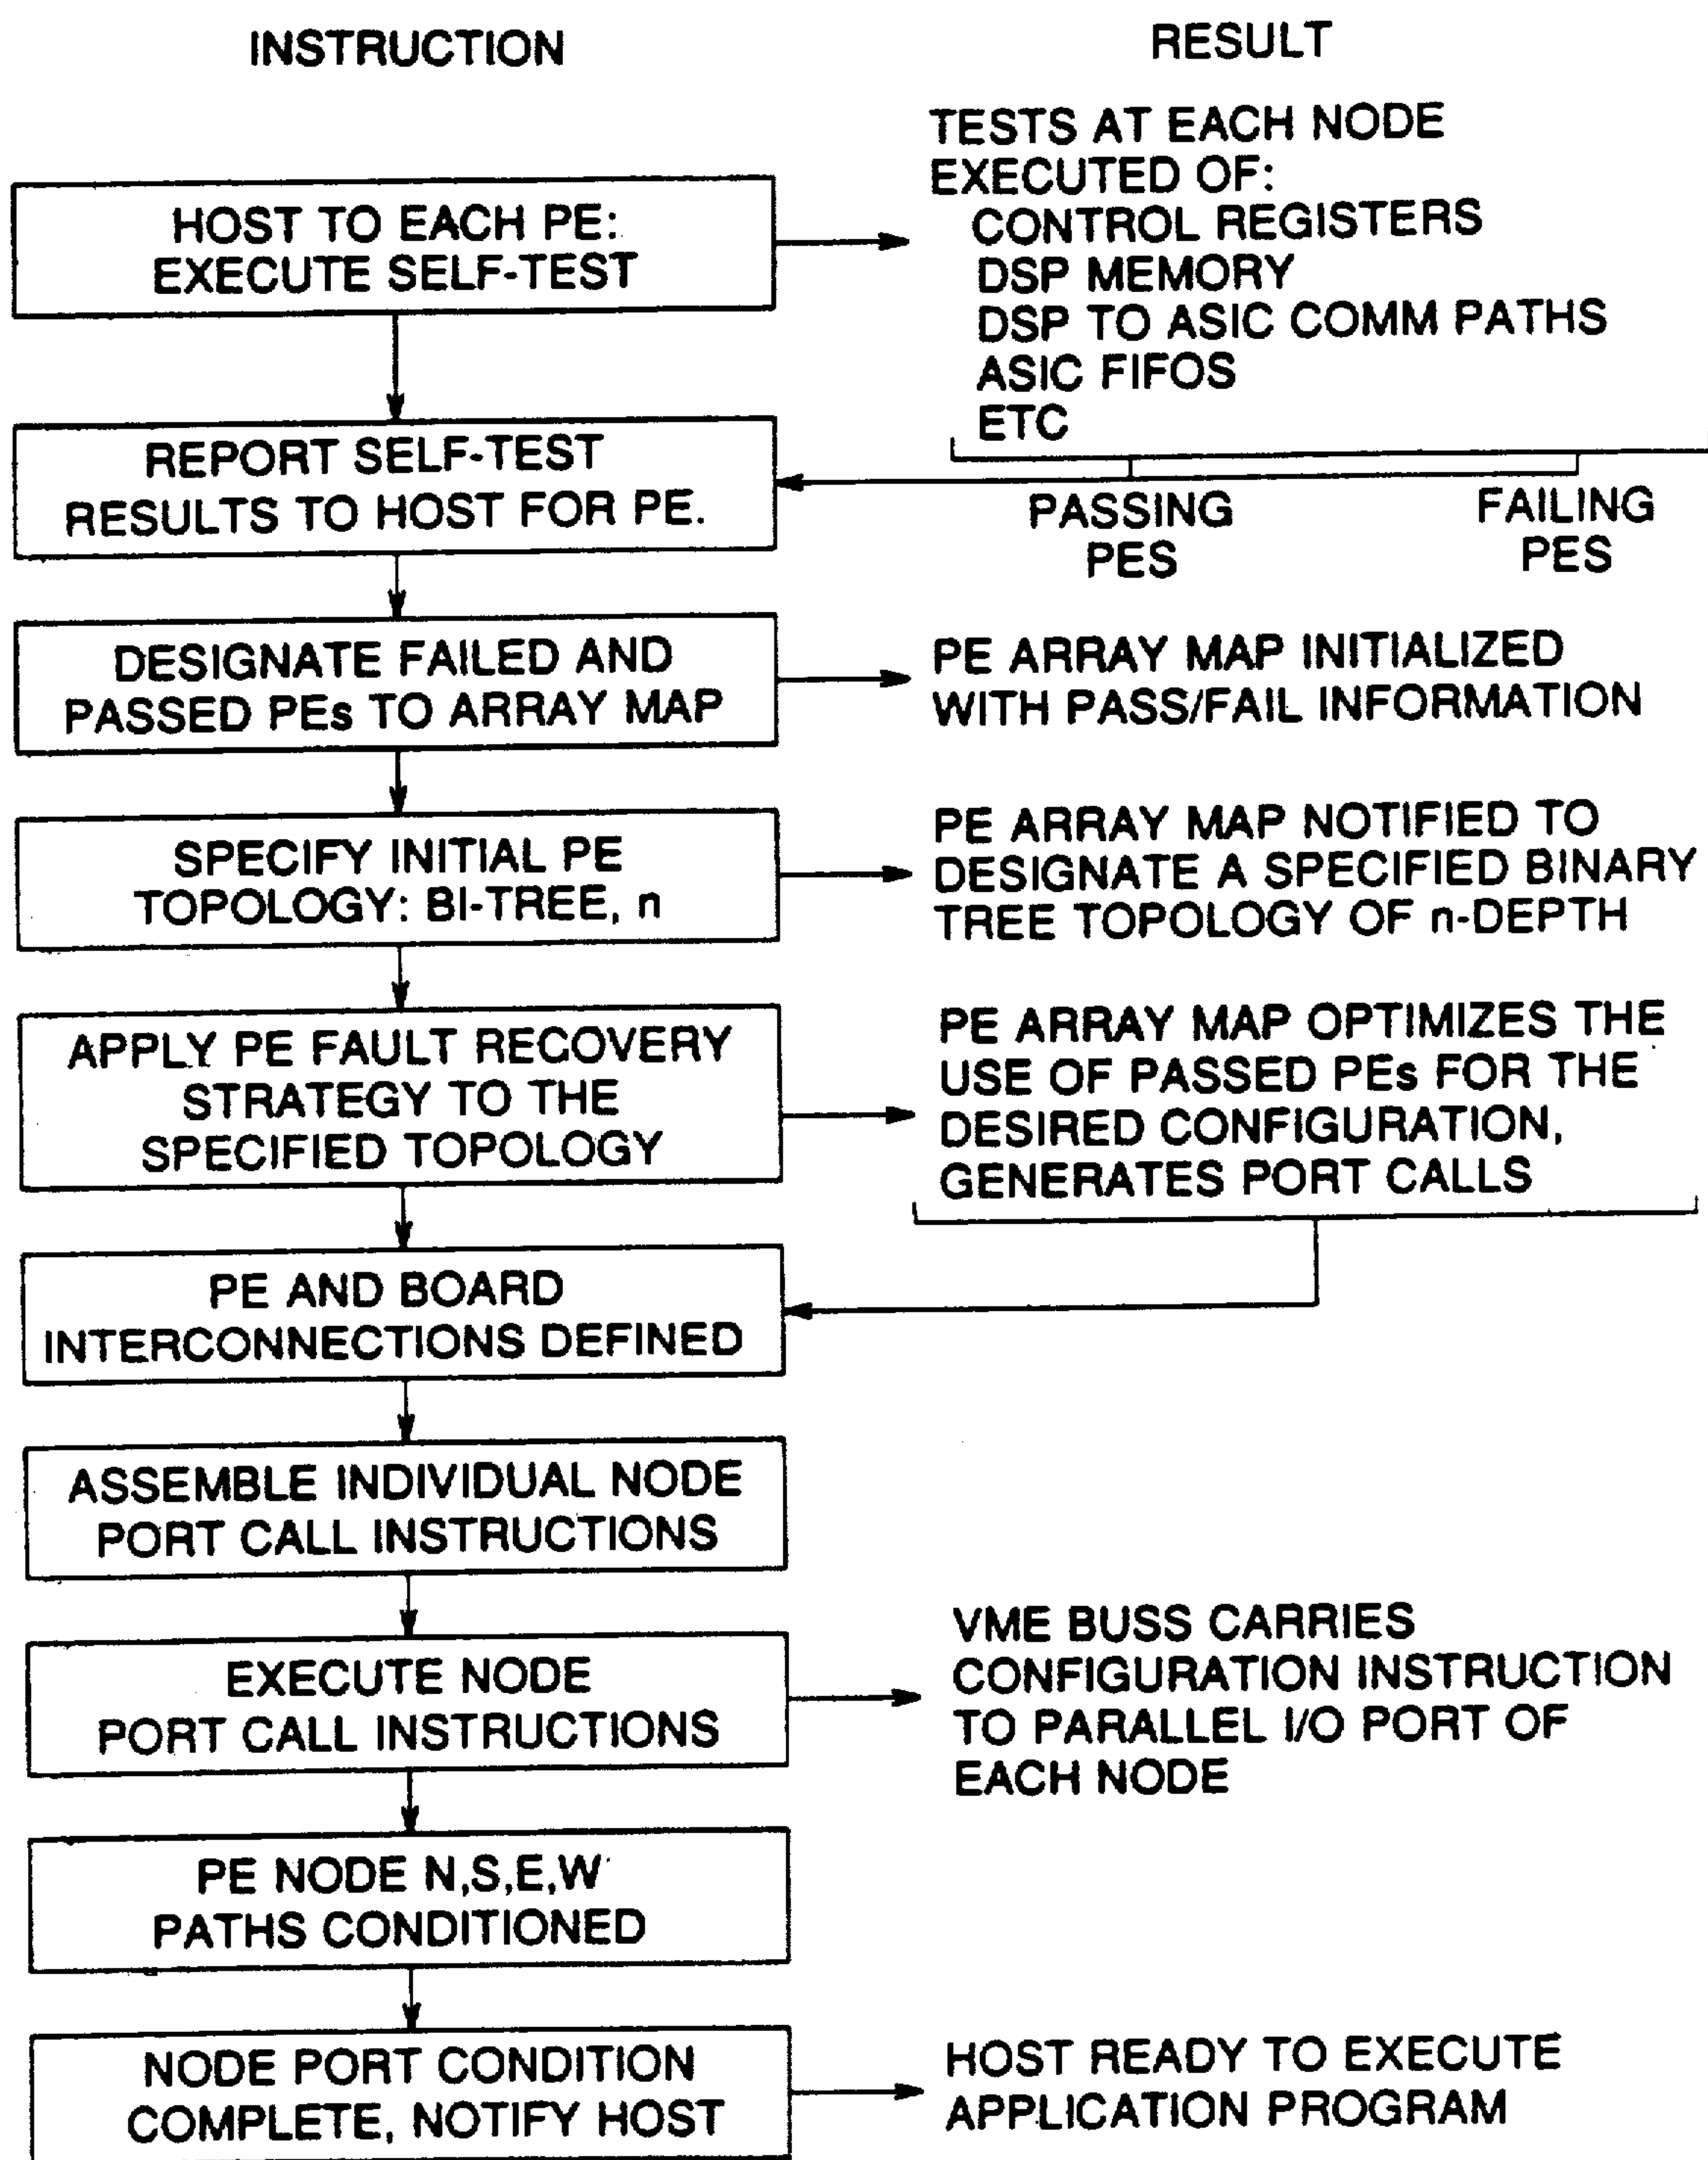 INSTRUCTION
RESULT
TESTS AT EACH NODE
EXECUTED OF:
CONTROL REGISTERS
DSP MEMORY
DSP TO ASIC COMM PATHS
ASIC FIFOS
ETC
HOST TO EACH PE:
EXECUTE SELF-TEST
REPORT SELF-TEST
RESULTS TO HOST FOR PE.
PASSING
PES
FAILING
PES
DESIGNATE FAILED AND
PASSED PEs TO ARRAY MAP
PE ARRAY MAP INITIALIZED
WITH PASS/FAIL INFORMATION
SPECIFY INITIAL PE
TOPOLOGY: BI-TREE, n
PE ARRAY MAP NOTIFIED TO
DESIGNATE A SPECIFIED BINARY
TREE TOPOLOGY OF n-DEPTH
APPLY PE FAULT RECOVERY
STRATEGY TO THE
SPECIFIED TOPOLOGY
PE ARRAY MAP OPTIMIZES THE
USE OF PASSED PEs FOR THE
DESIRED CONFIGURATION,
GENERATES PORT CALLS
PE AND BOARD
INTERCONNECTIONS DEFINED
ASSEMBLE INDIVIDUAL NODE
PORT CALL INSTRUCTIONS
EXECUTE NODE
PORT CALL INSTRUCTIONS
VME BUSS CARRIES
CONFIGURATION INSTRUCTION
TO PARALLEL I/O PORT OF
EACH NODE
PE NODE N,S,E,W
PATHS CONDITIONED
NODE PORT CONDITION
COMPLETE, NOTIFY HOST
HOST READY TO EXECUTE
APPLICATION PROGRAM